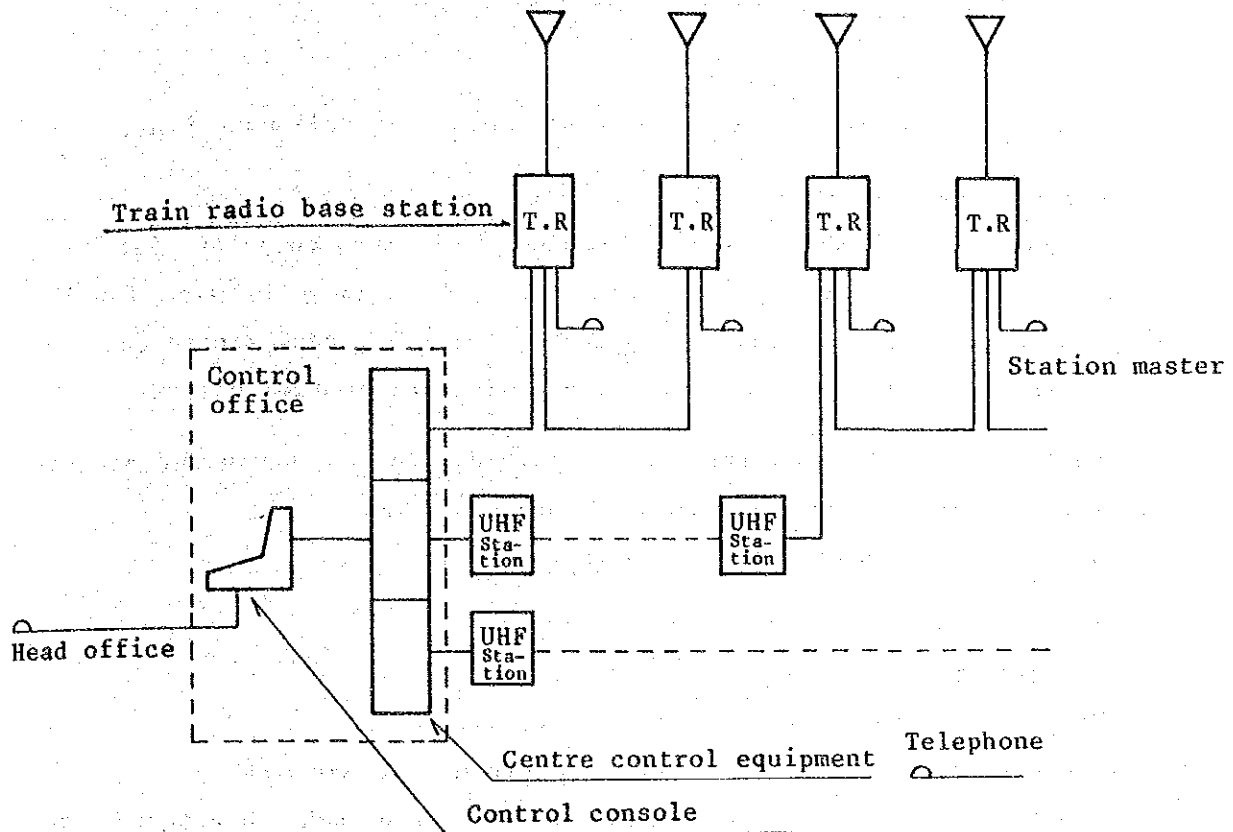 Train radio base station
T.R
T.R
T.R
T.R
Station master
Control
office
UHF
Sta-
tion
UHF
Sta-
tion
UHF
Sta-
tion
Head office
Telephone
Centre control equipment
Control console